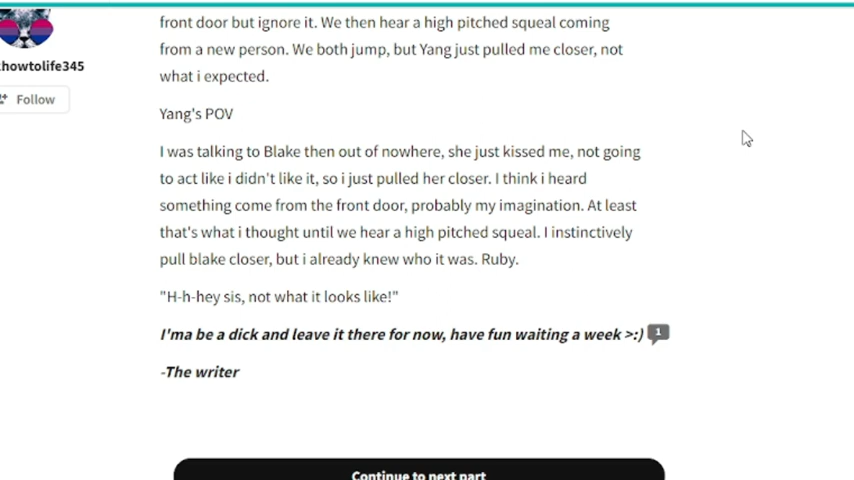 front door but ignore it. We then hear a high pitched squeal coming
from a new person. We both jump, but Yang just pulled me closer, not
what i expected.
howtolife345
Follow
Yang's POV
I was talking to Blake then out of nowhere, she just kissed me, not going
to act like i didn't like it, so i just pulled her closer. I think i heard
something come from the front door, probably my imagination. At least
that's what i thought until we hear a high pitched squeal. I instinctively
pull blake closer, but i already knew who it was. Ruby.
"H-h-hey sis, not what it looks like!"
I'ma be a dick and leave it there for now, have fun waiting a week >:) 1
-The writer
Continue to next part